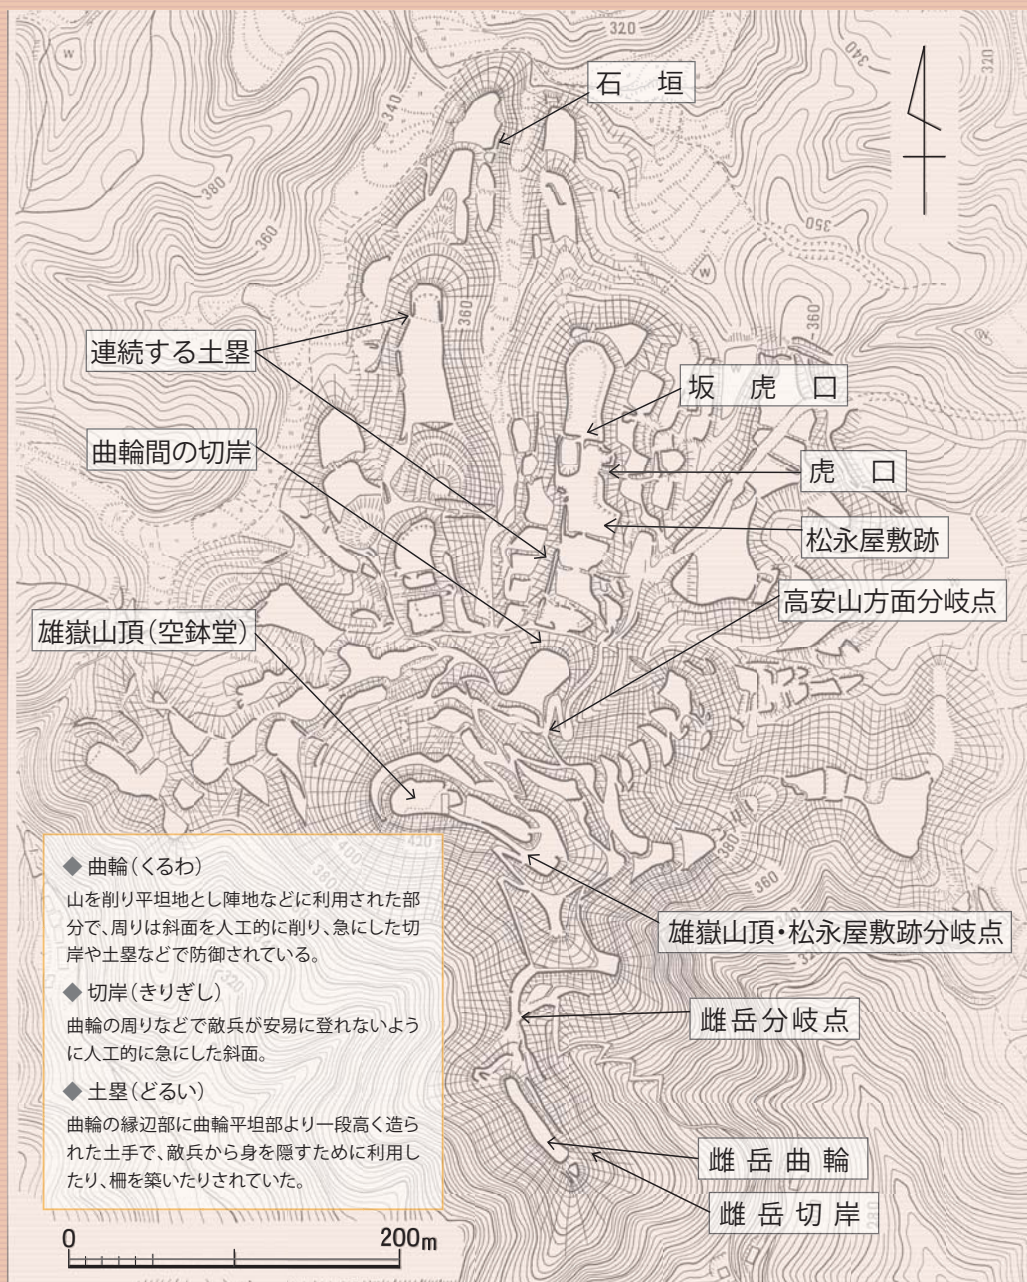 320
340
320
石 垣
340
380
360
350
W
W
360
360
連続する土塁
坂 虎 口
曲輪間の切岸
虎 口
松永屋敷跡
高安山方面分岐点
雄嶽山頂（空鉢堂）
420
400
380
380
360
◆ 曲輪（くるわ）
山を削り平坦地とし陣地などに利用された部
分で、周りは斜面を人工的に削り、急にした切
岸や土塁などで防御されている。
雄嶽山頂・松永屋敷跡分岐点
320
◆ 切岸（きりぎし）
曲輪の周りなどで敵兵が安易に登れないよう
に人工的に急にした斜面。
雌岳分岐点
◆ 土塁（どるい）
曲輪の縁辺部に曲輪平坦部より一段高く造ら
れた土手で、敵兵から身を隠すために利用し
たり、柵を築いたりされていた。
雌岳曲輪
雌岳切岸
280
0 200m